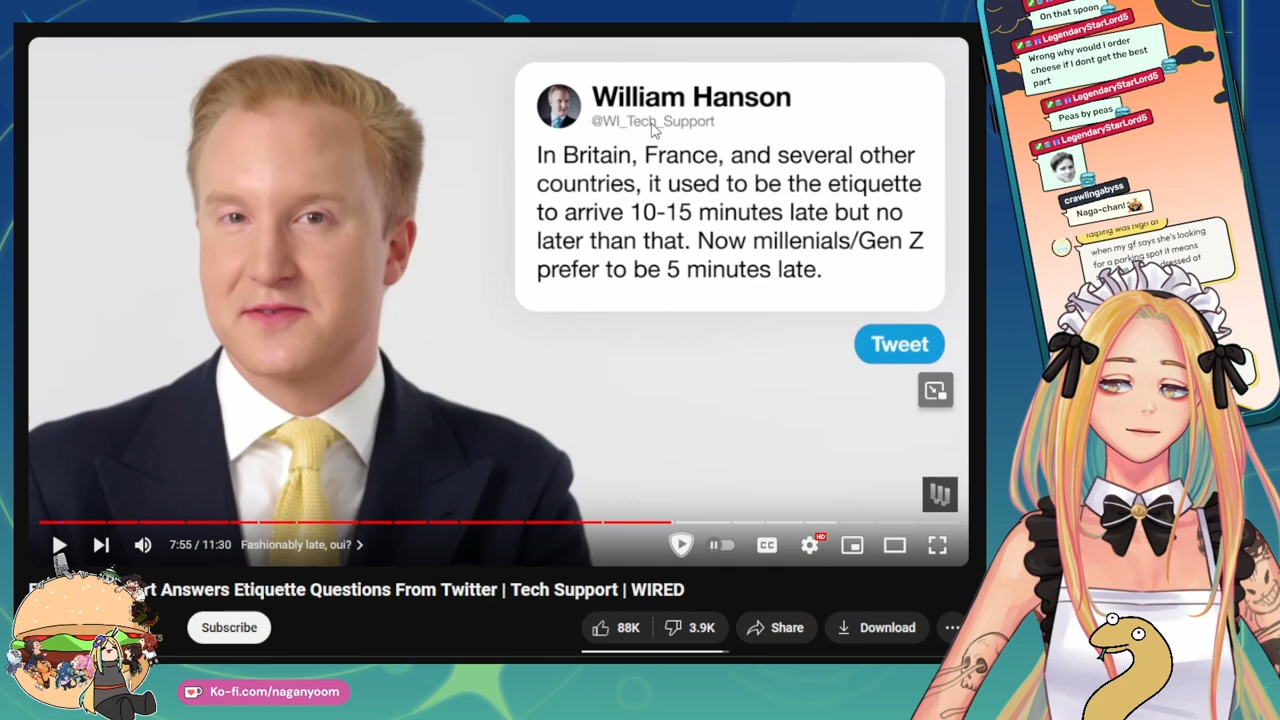 William Hanson
@WI_Tech_Support
In Britain, France, and several other
countries, it used to be the etiquette
to arrive 10-15 minutes late but no
later than that. Now millenials/Gen Z
prefer to be 5 minutes late.
Tweet
7:55 / 11:30 Fashionably late, oui?
CC
HD
Answers Etiquette Questions From Twitter | Tech Support | WIRED
Subscribe
88K
3.9K
Share
Download
Ko-fi.com/naganyoom
On that spoon
LegendaryStarLord5
Wrong why would I order
cheese if I dont get the best
part
LegendaryStarLord5
Peas by peas
LegendaryStarLord5
crawlingabyss
Naga-chan!
when my gf says she's looking
for a parking spot it means